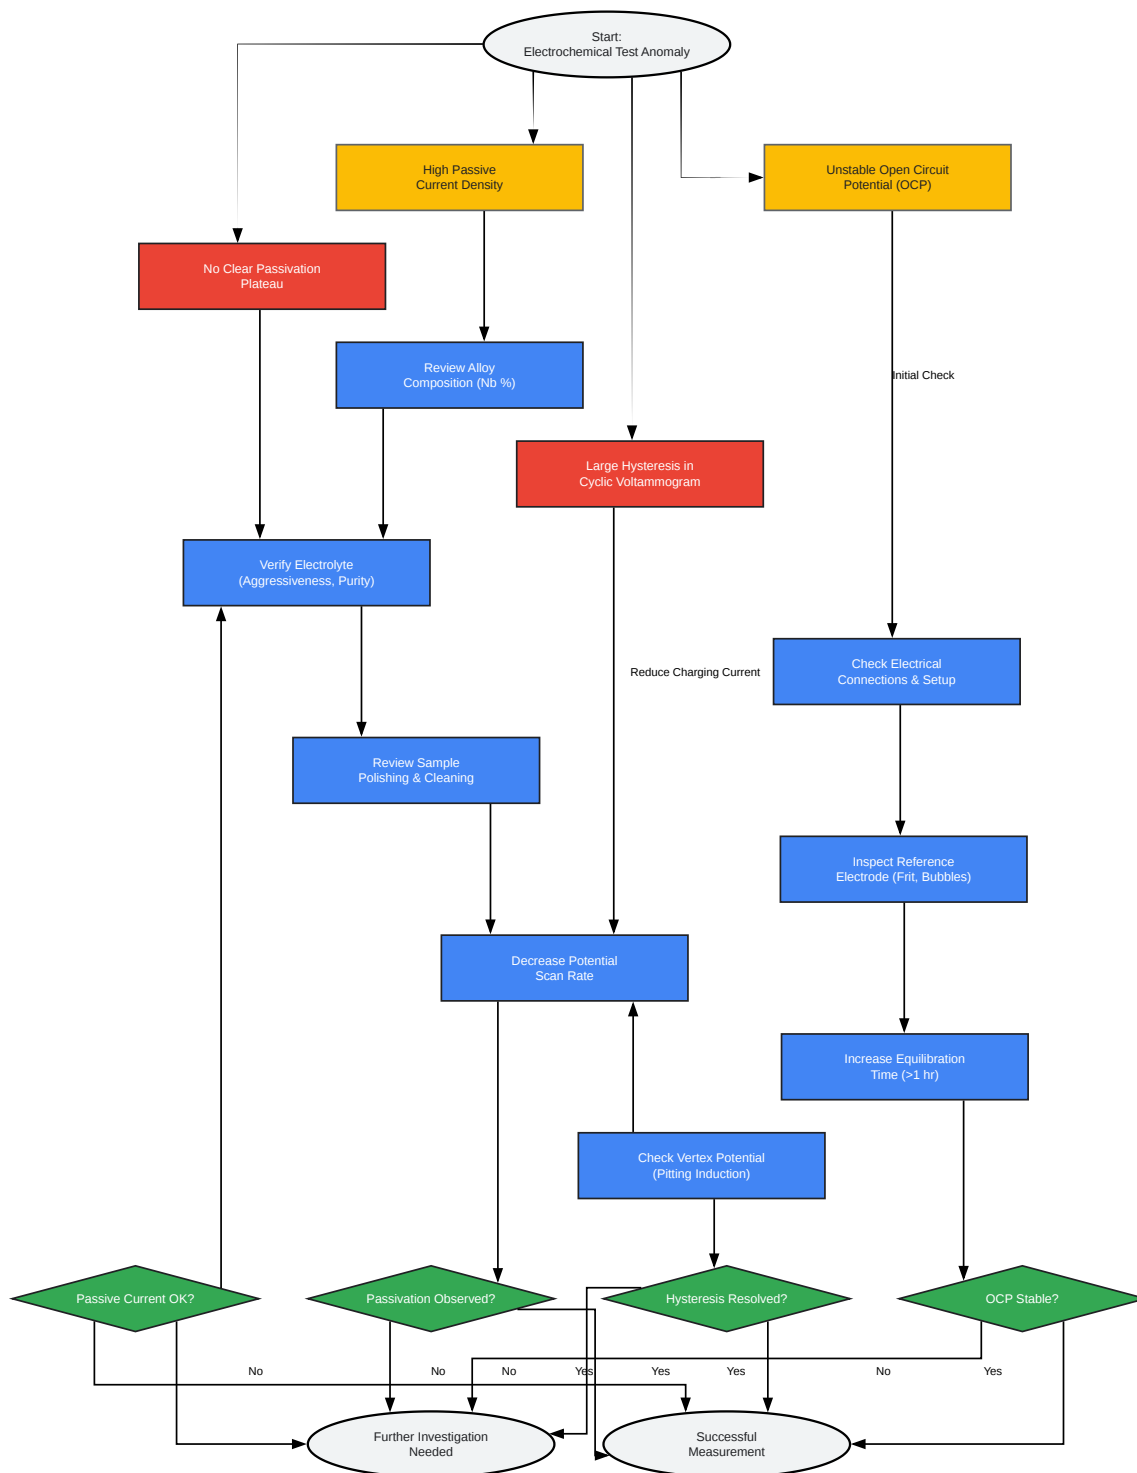 Start:
Electrochemical Test Anomaly
High Passive
Current Density
Unstable Open Circuit
Potential (OCP)
No Clear Passivation
Plateau
Review Alloy
Composition (Nb %)
Initial Check
Large Hysteresis in
Cyclic Voltammogram
Verify Electrolyte
(Aggressiveness, Purity)
Reduce Charging Current
Check Electrical
Connections & Setup
Review Sample
Polishing & Cleaning
Inspect Reference
Electrode (Frit, Bubbles)
Decrease Potential
Scan Rate
Increase Equilibration
Time (>1 hr)
Check Vertex Potential
(Pitting Induction)
Passive Current OK?
Passivation Observed?
Hysteresis Resolved?
OCP Stable?
No
No
No
Yes
Yes
Yes
No
Yes
Further Investigation
Needed
Successful
Measurement